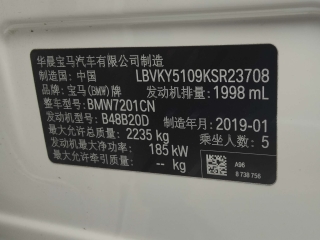 华晨宝马汽车有限公司制造
制造国：中国 LBVKY5109KSR23708
品牌：宝马(BMW)牌 发动机排量：1998 mL
整车型号：BMW7201CN
发动机型号：B48B20D 制造年月：2019-01
最大允许总质量：2235 kg 乘坐人数：5
发动机最大净功率：185 kW
最大允许牵引质量：-- kg
A96
8 738 756